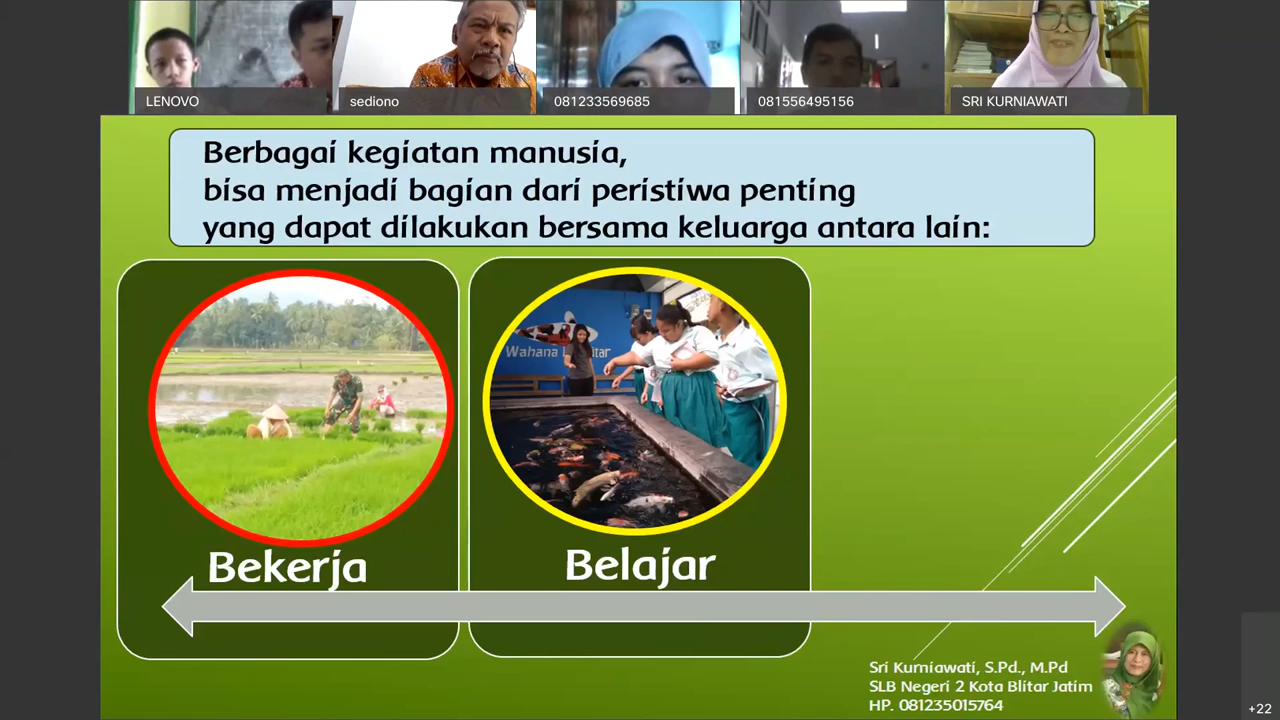 LENOVO
sediono
081233569685
081556495156
SRI KURNIAWATI
Berbagai kegiatan manusia,
bisa menjadi bagian dari peristiwa penting
yang dapat dilakukan bersama keluarga antara lain:
Wahana
Bekerja
Belajar
Sri Kurniawati, S.Pd., M.Pd
SLB Negeri 2 Kota Blitar Jatim
HP. 081235015764
+22